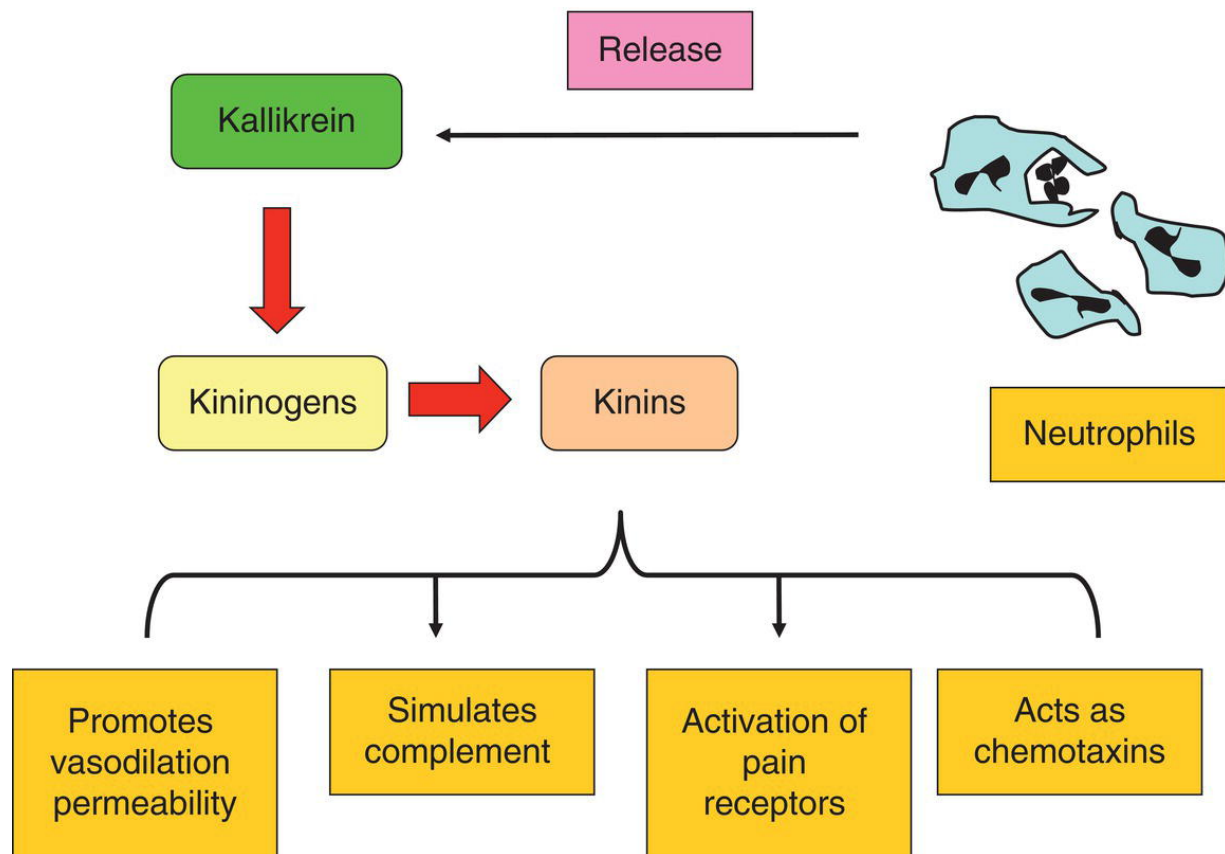 Release
Kallikrein
Kininogens
Kinins
Neutrophils
Promotes
vasodilation
permeability
Simulates
complement
Activation of
pain
receptors
Acts as
chemotaxins